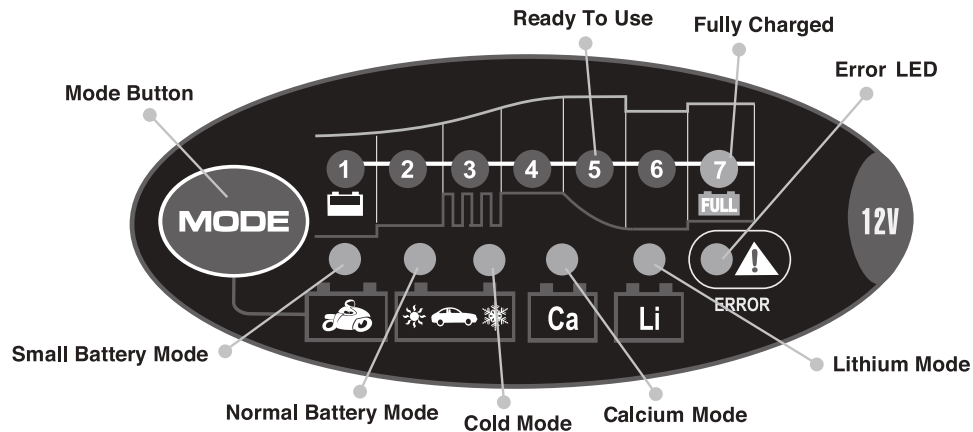 Ready To Use
Fully Charged
Error LED
Mode Button
1 2 3 4 5 6 7
FULL
MODE
12V
ERROR
Ca
Li
Small Battery Mode
Lithium Mode
Normal Battery Mode
Cold Mode
Calcium Mode